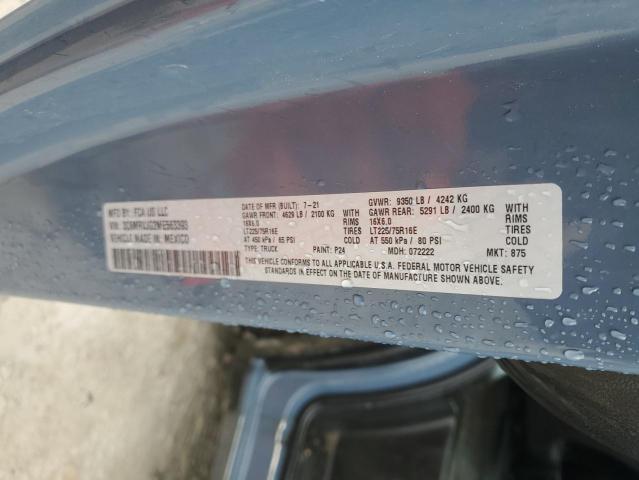 MFD BY: FCA US LLC
VIN:
VEHICLE MADE IN: MEXICO
DATE OF MFR (BUILT): 7-21
GAWR FRONT: 4629 LB / 2100 KG
16X6.0
LT225/75R16E
AT 450 kPa / 65 PSI
TYPE: TRUCK
GVWR: 9350 LB / 4242 KG
WITH GAWR REAR: 5291 LB / 2400 KG WITH
RIMS 16X6.0 RIMS
TIRES LT225/75R16E TIRES
COLD AT 550 kPa / 80 PSI COLD
PAINT: P24 MDH: 072222 MKT: 875
THIS VEHICLE CONFORMS TO ALL APPLICABLE U.S.A. FEDERAL MOTOR VEHICLE SAFETY
STANDARDS IN EFFECT ON THE DATE OF MANUFACTURE SHOWN ABOVE.